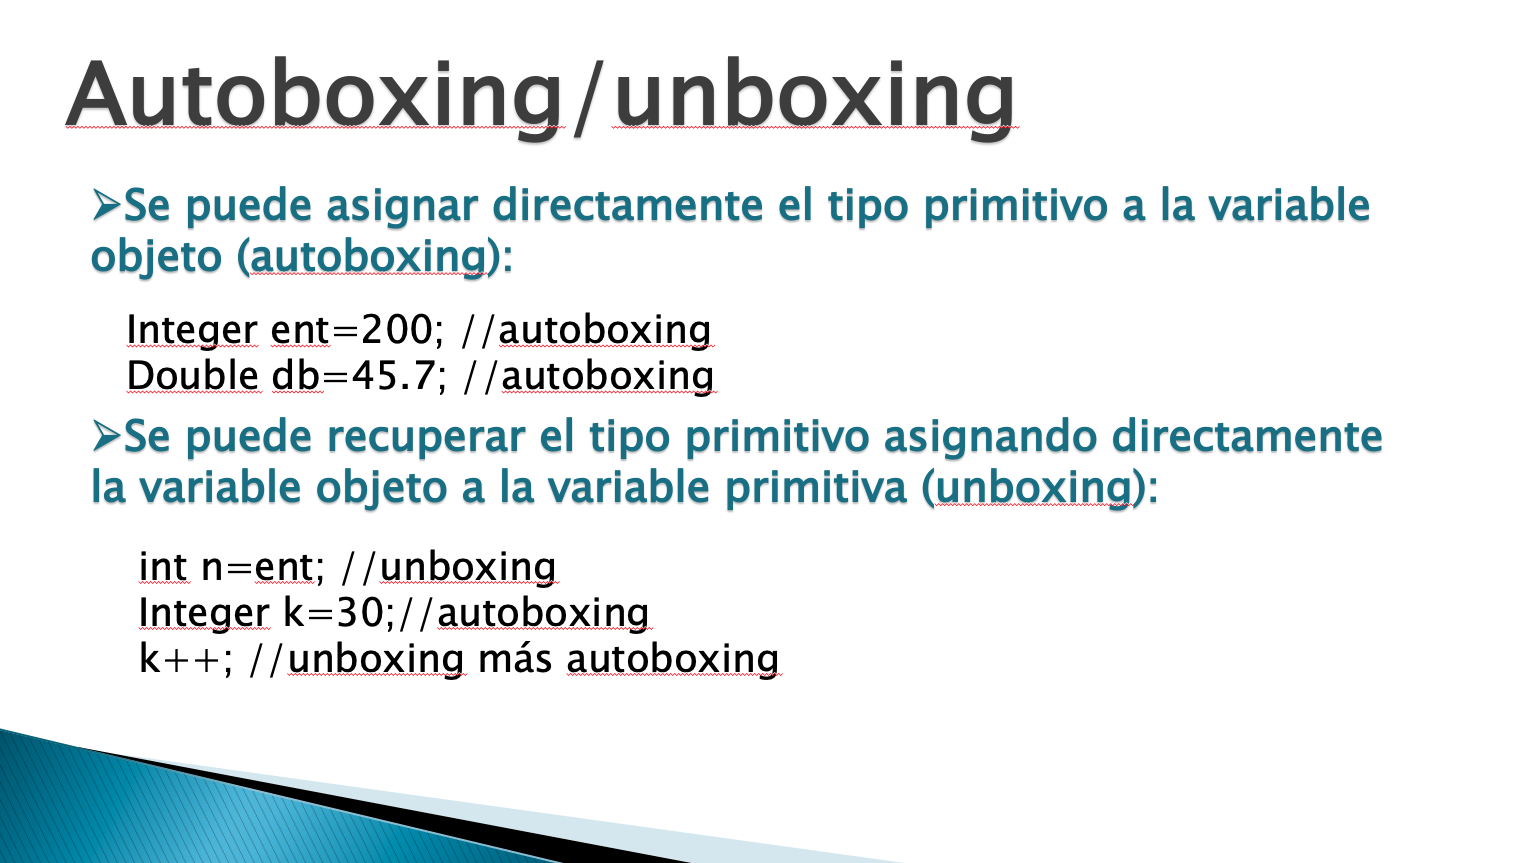 Autoboxing/unboxing
➢Se puede asignar directamente el tipo primitivo a la variable
objeto (autoboxing):
Integer ent=200; //autoboxing
Double db=45.7; //autoboxing
➢Se puede recuperar el tipo primitivo asignando directamente
la variable objeto a la variable primitiva (unboxing):
int n=ent; //unboxing
Integer k=30;//autoboxing
k++; //unboxing más autoboxing